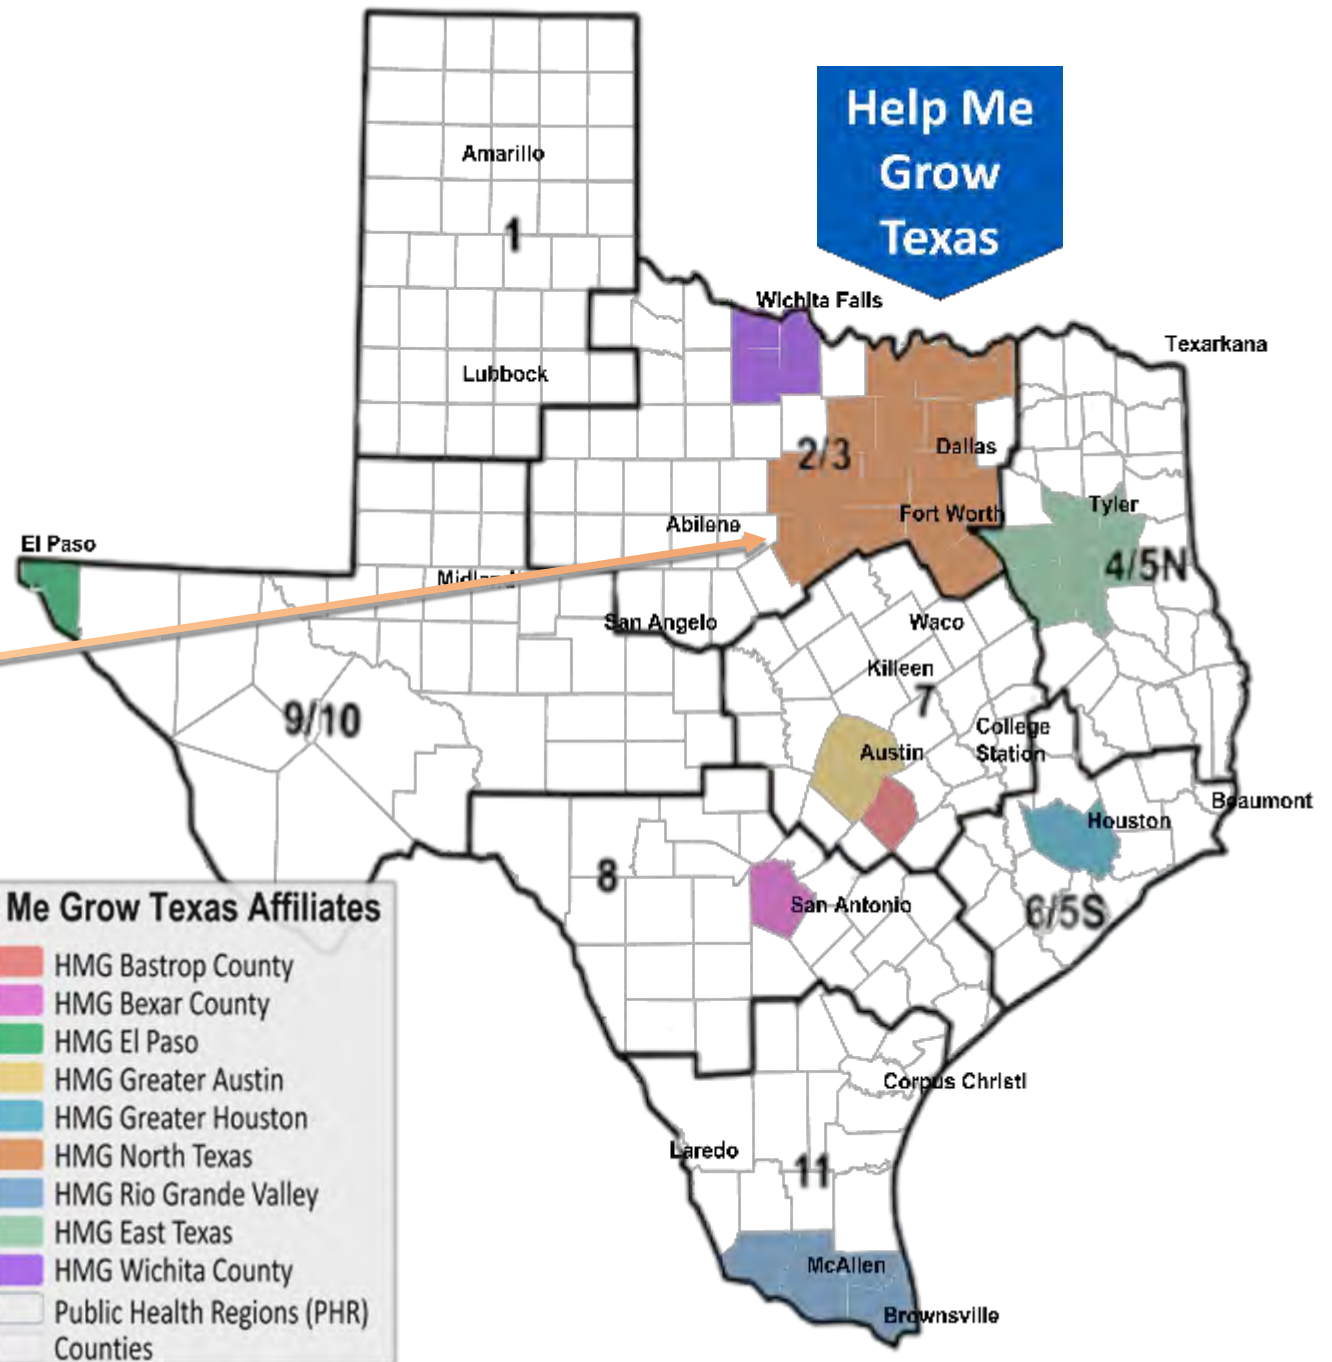 Help Me
Grow
Texas
Amarillo
1
Wichita Falls
Texarkana
Lubbock
2/3
Dallas
Abilene
Fort Worth
Tyler
El Paso
4/5N
San Angelo
Waco
Killeen
7
9/10
College
Station
Austin
Beaumont
Houston
8
San Antonio
6/5S
Me Grow Texas Affiliates
HMG Bastrop County
HMG Bexar County
HMG El Paso
HMG Greater Austin
HMG Greater Houston
HMG North Texas
HMG Rio Grande Valley
HMG East Texas
HMG Wichita County
Public Health Regions (PHR)
Counties
Corpus Christi
Laredo
11
McAllen
Brownsville